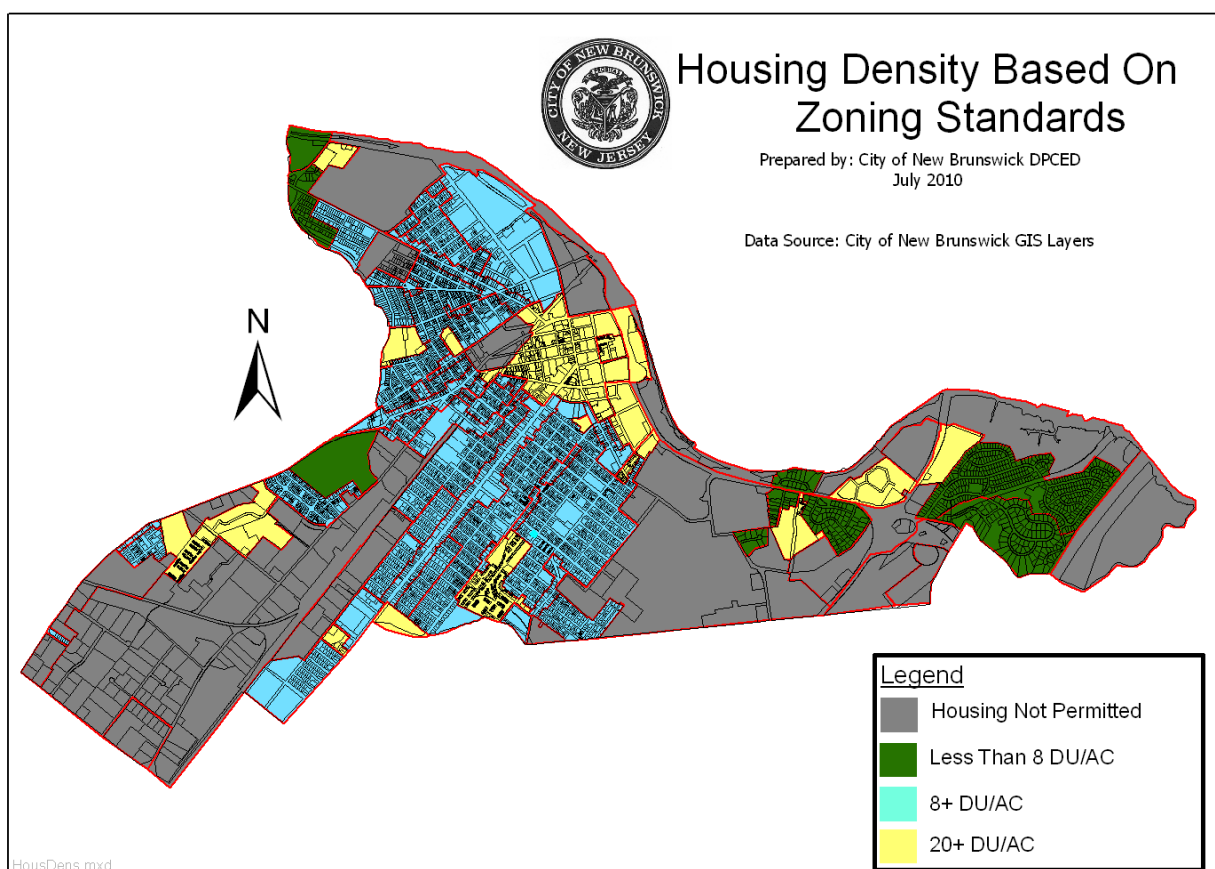 CITY OF NEW BRUNSWICK
NEW JERSEY
Housing Density Based On
Zoning Standards
Prepared by: City of New Brunswick DPCED
July 2010
Data Source: City of New Brunswick GIS Layers
N
Legend
Housing Not Permitted
Less Than 8 DU/AC
8+ DU/AC
20+ DU/AC
HousDens.mxd